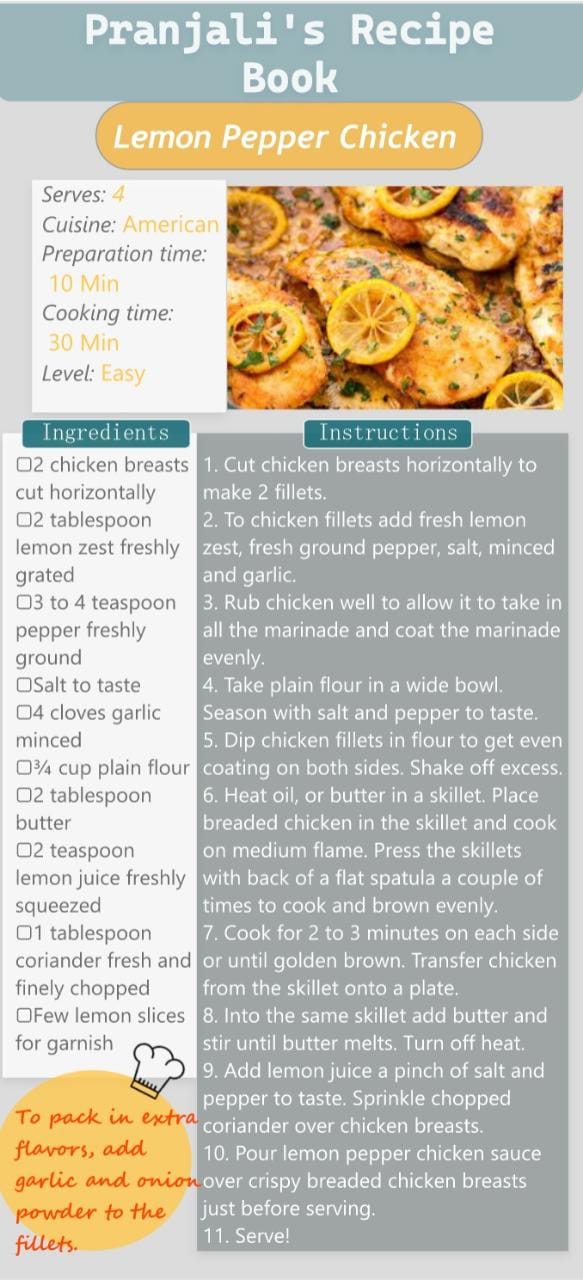 Pranjali's Recipe
Book
Lemon Pepper Chicken
Serves: 4
Cuisine: American
Preparation time:
10 Min
Cooking time:
30 Min
Level: Easy
Ingredients
▢2 chicken breasts
cut horizontally
▢2 tablespoon
lemon zest freshly
grated
▢3 to 4 teaspoon
pepper freshly
ground
▢Salt to taste
▢4 cloves garlic
minced
▢¾ cup plain flour
▢2 tablespoon
butter
▢2 teaspoon
lemon juice freshly
squeezed
▢1 tablespoon
coriander fresh and
finely chopped
▢Few lemon slices
for garnish
To pack in extra
flavors, add
garlic and onion
powder to the
fillets.
Instructions
1. Cut chicken breasts horizontally to
make 2 fillets.
2. To chicken fillets add fresh lemon
zest, fresh ground pepper, salt, minced
and garlic.
3. Rub chicken well to allow it to take in
all the marinade and coat the marinade
evenly.
4. Take plain flour in a wide bowl.
Season with salt and pepper to taste.
5. Dip chicken fillets in flour to get even
coating on both sides. Shake off excess.
6. Heat oil, or butter in a skillet. Place
breaded chicken in the skillet and cook
on medium flame. Press the skillets
with back of a flat spatula a couple of
times to cook and brown evenly.
7. Cook for 2 to 3 minutes on each side
or until golden brown. Transfer chicken
from the skillet onto a plate.
8. Into the same skillet add butter and
stir until butter melts. Turn off heat.
9. Add lemon juice a pinch of salt and
pepper to taste. Sprinkle chopped
coriander over chicken breasts.
10. Pour lemon pepper chicken sauce
over crispy breaded chicken breasts
just before serving.
11. Serve!